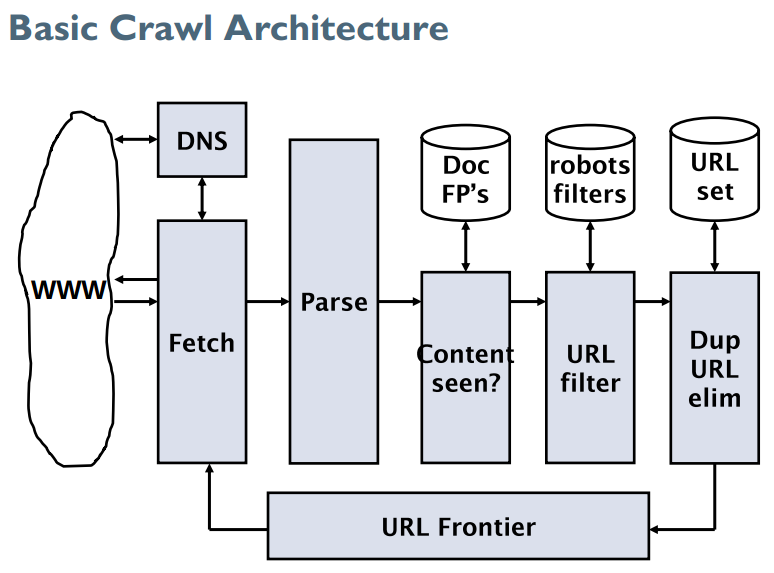 Basic Crawl Architecture
DNS
Doc
FP's
robots
filters
URL
set
WWW
Fetch
Parse
Content
seen?
URL
filter
Dup
URL
elim
URL Frontier